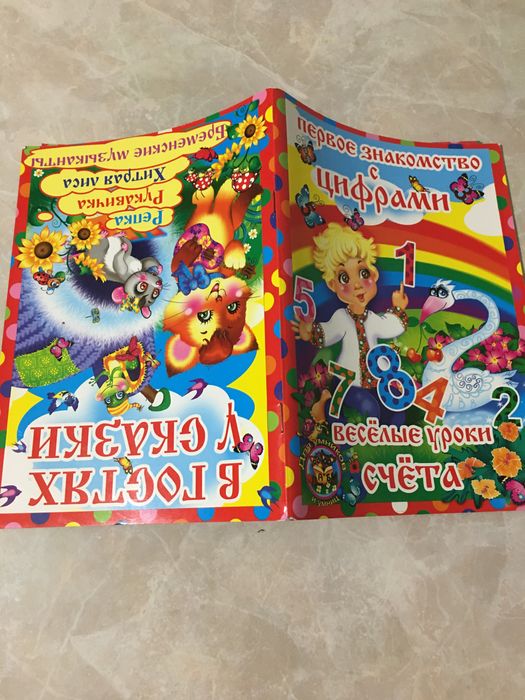 ПЕРВОЕ ЗНАКОМСТВО
С
ЦИФРАМИ
1
5
7
8
4
2
ВЕСЁЛЫЕ УРОКИ
СЧЁТА
В ГОСТЯХ
У СКАЗКИ
Репка
Рукавичка
Хитрая лиса
Бременские музыканты